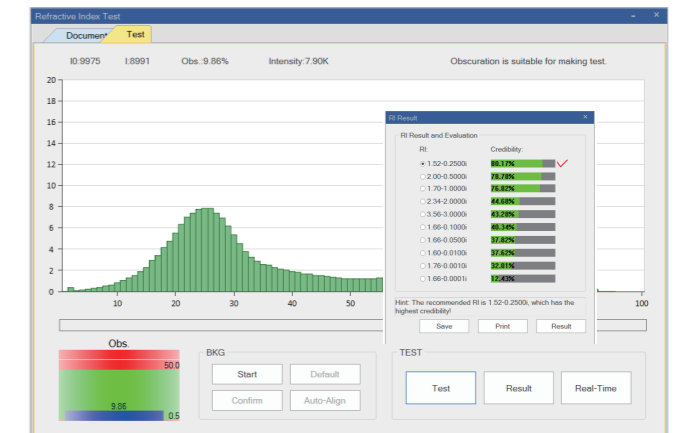 Refractive Index Test
Document Test
I0:9975 I:8991 Obs.:9.86% Intensity:7.90K Obscuration is suitable for making test.
20
18
16
14
12
10
8
6
4
2
0
10 20 30 40 50 100
RI Result
RI Result and Evaluation
RI: Credibility:
1.52-0.2500i 80.17%
2.00-0.5000i 78.78%
1.70-1.0000i 76.82%
2.34-2.0000i 44.68%
3.56-3.0000i 43.28%
1.66-0.1000i 40.34%
1.66-0.0500i 37.82%
1.60-0.0100i 37.62%
1.76-0.0010i 32.01%
1.66-0.0001i 12.43%
Hint: The recommended RI is 1.52-0.2500i, which has the
highest credibility!
Save Print Result
Obs.
50.0
9.86
0.5
BKG
Start Default
Confirm Auto-Align
TEST
Test Result Real-Time